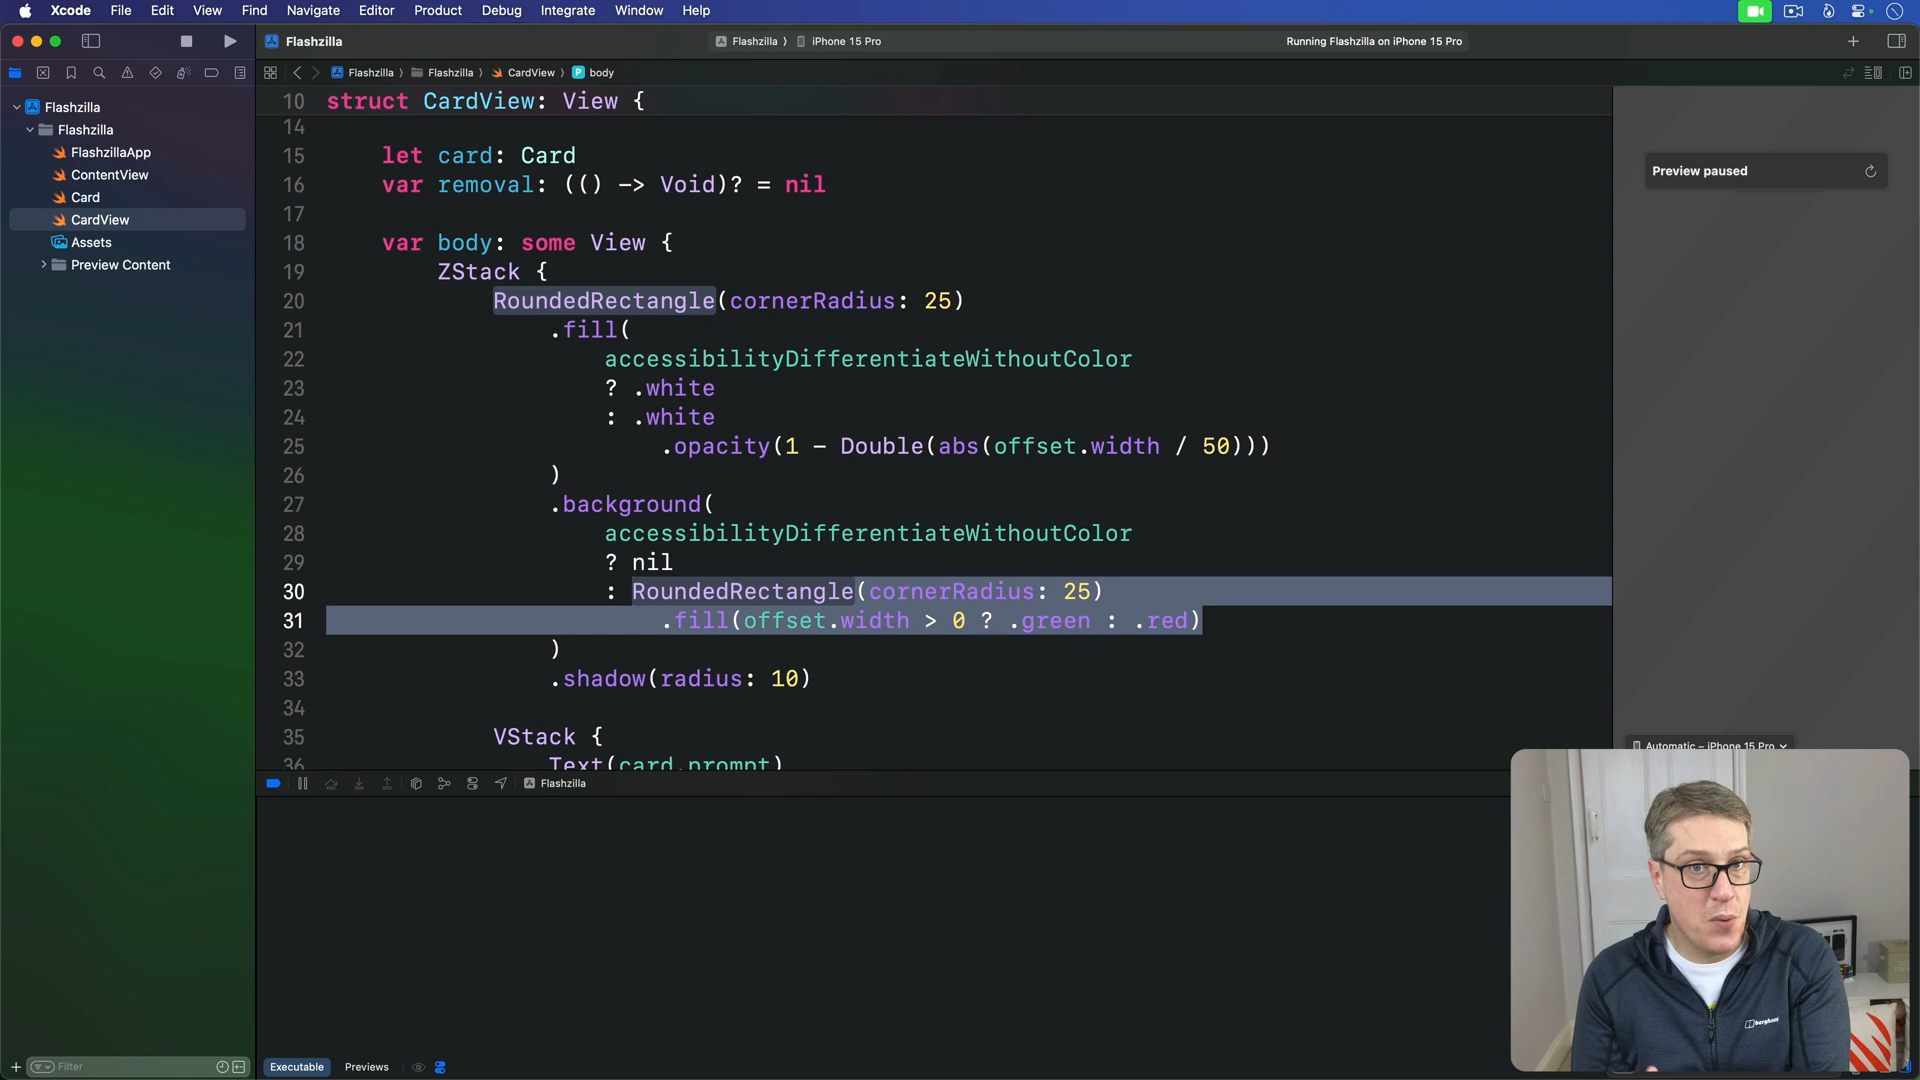 Xcode File Edit View Find Navigate Editor Product Debug Integrate Window Help
Flashzilla
Flashzilla ⟩ iPhone 15 Pro
Running Flashzilla on iPhone 15 Pro
Flashzilla ⟩ Flashzilla ⟩ CardView ⟩ P body
Flashzilla
Flashzilla
FlashzillaApp
ContentView
Card
CardView
Assets
Preview Content
10 struct CardView: View {
14
15 let card: Card
16 var removal: (() -> Void)? = nil
17
18 var body: some View {
19 ZStack {
20 RoundedRectangle(cornerRadius: 25)
21 .fill(
22 accessibilityDifferentiateWithoutColor
23 ? .white
24 : .white
25 .opacity(1 - Double(abs(offset.width / 50)))
26 )
27 .background(
28 accessibilityDifferentiateWithoutColor
29 ? nil
30 : RoundedRectangle(cornerRadius: 25)
31 .fill(offset.width > 0 ? .green : .red)
32 )
33 .shadow(radius: 10)
34
35 VStack {
36 Text(card.prompt)
Preview paused
Automatic – iPhone 15 Pro
Flashzilla
berghaus
Filter
Executable Previews